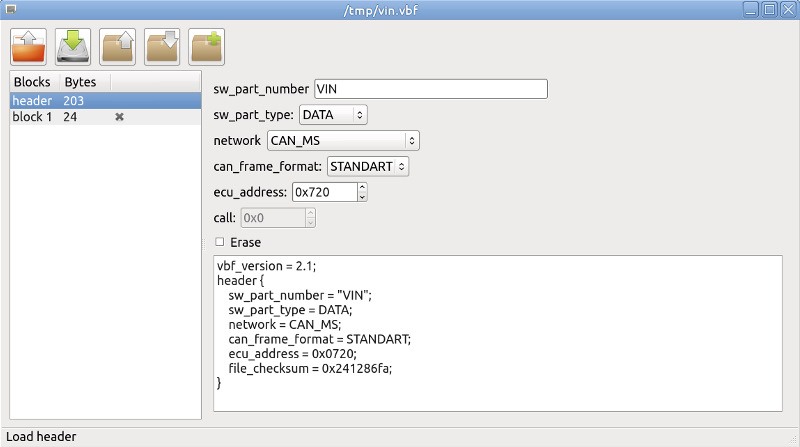 /tmp/vin.vbf
Blocks Bytes
header 203
block 1 24
sw_part_number VIN
sw_part_type: DATA
network CAN_MS
can_frame_format: STANDART
ecu_address: 0x720
call: 0x0
Erase
vbf_version = 2.1;
header {
sw_part_number = "VIN";
sw_part_type = DATA;
network = CAN_MS;
can_frame_format = STANDART;
ecu_address = 0x0720;
file_checksum = 0x241286fa;
}
Load header